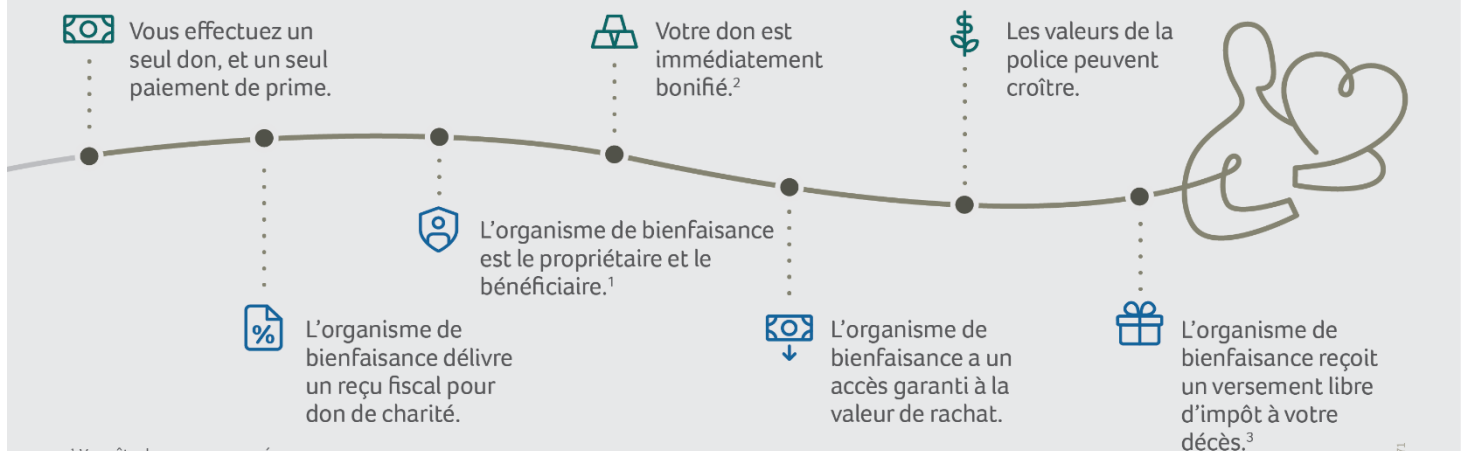 Vous effectuez un
seul don, et un seul
paiement de prime.
L’organisme de
bienfaisance délivre
un reçu fiscal pour
don de charité.
L’organisme de bienfaisance
est le propriétaire et le
bénéficiaire.¹
Votre don est
immédiatement
bonifié.²
L’organisme de
bienfaisance a un
accès garanti à la
valeur de rachat.
Les valeurs de la
police peuvent
croître.
L’organisme de
bienfaisance reçoit
un versement libre
d’impôt à votre
décès.³
%
$